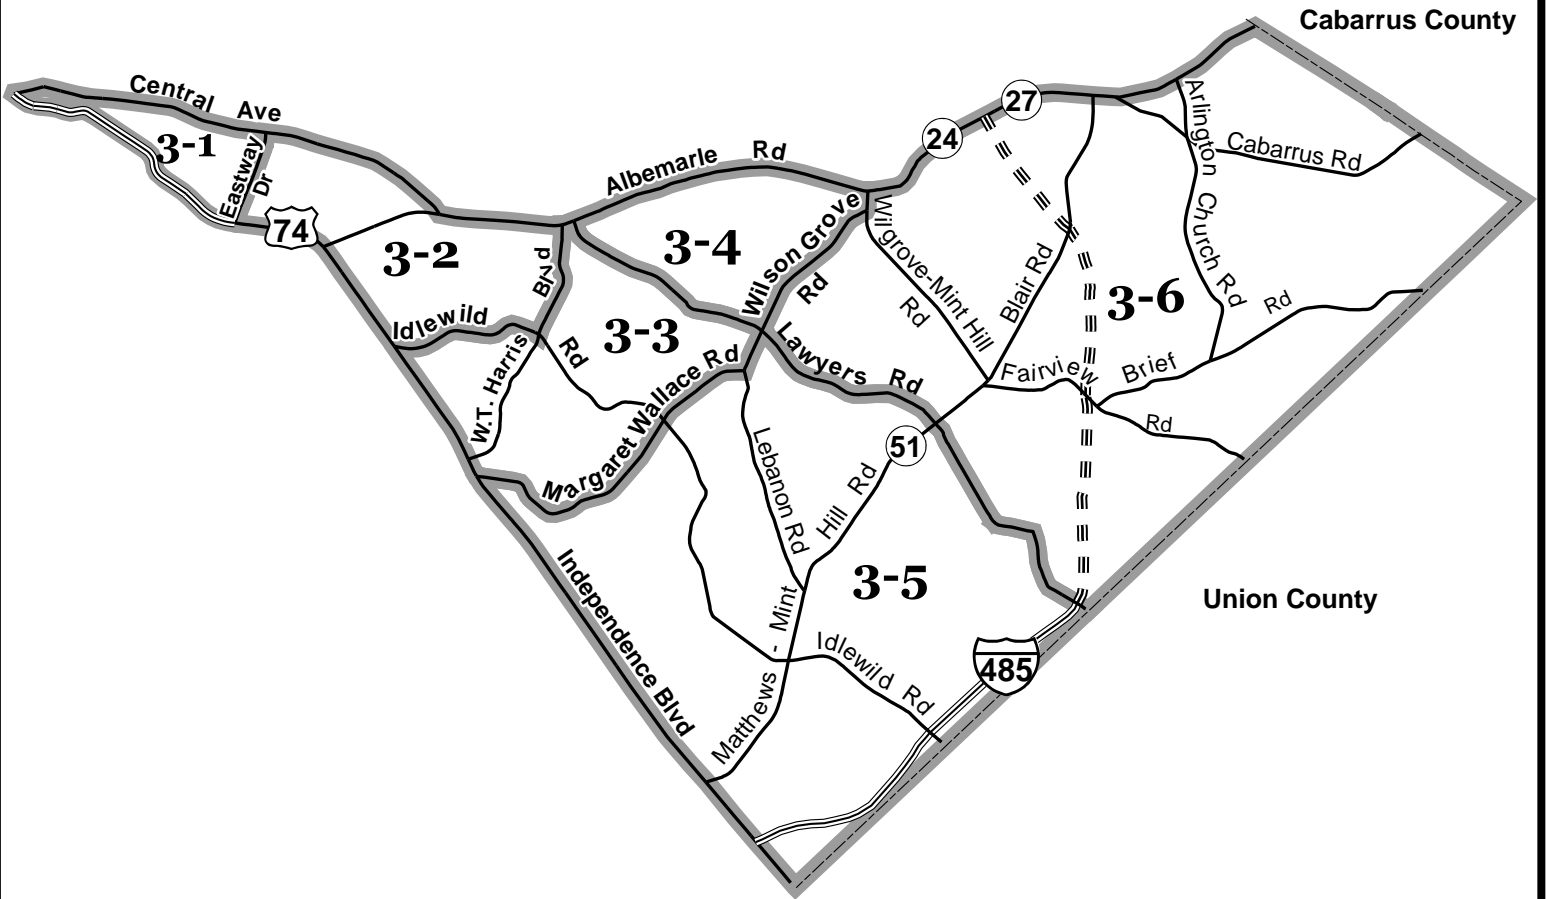 Cabarrus County
Central Ave
27
24
3-1
Eastway
Dr
Albemarle Rd
Arlington Church Rd
Cabarrus Rd
74
3-2
3-4
Wilson Grove
Rd
Wilgrove-Mint Hill
Rd
Blair Rd
3-6
Blvd
Idlewild
Rd
3-3
W.T. Harris
Margaret Wallace Rd
Lawyers Rd
Fairview
Rd
Brief
Rd
51
Lebanon Rd
Hill Rd
3-5
Union County
Independence Blvd
Matthews - Mint
Idlewild Rd
485